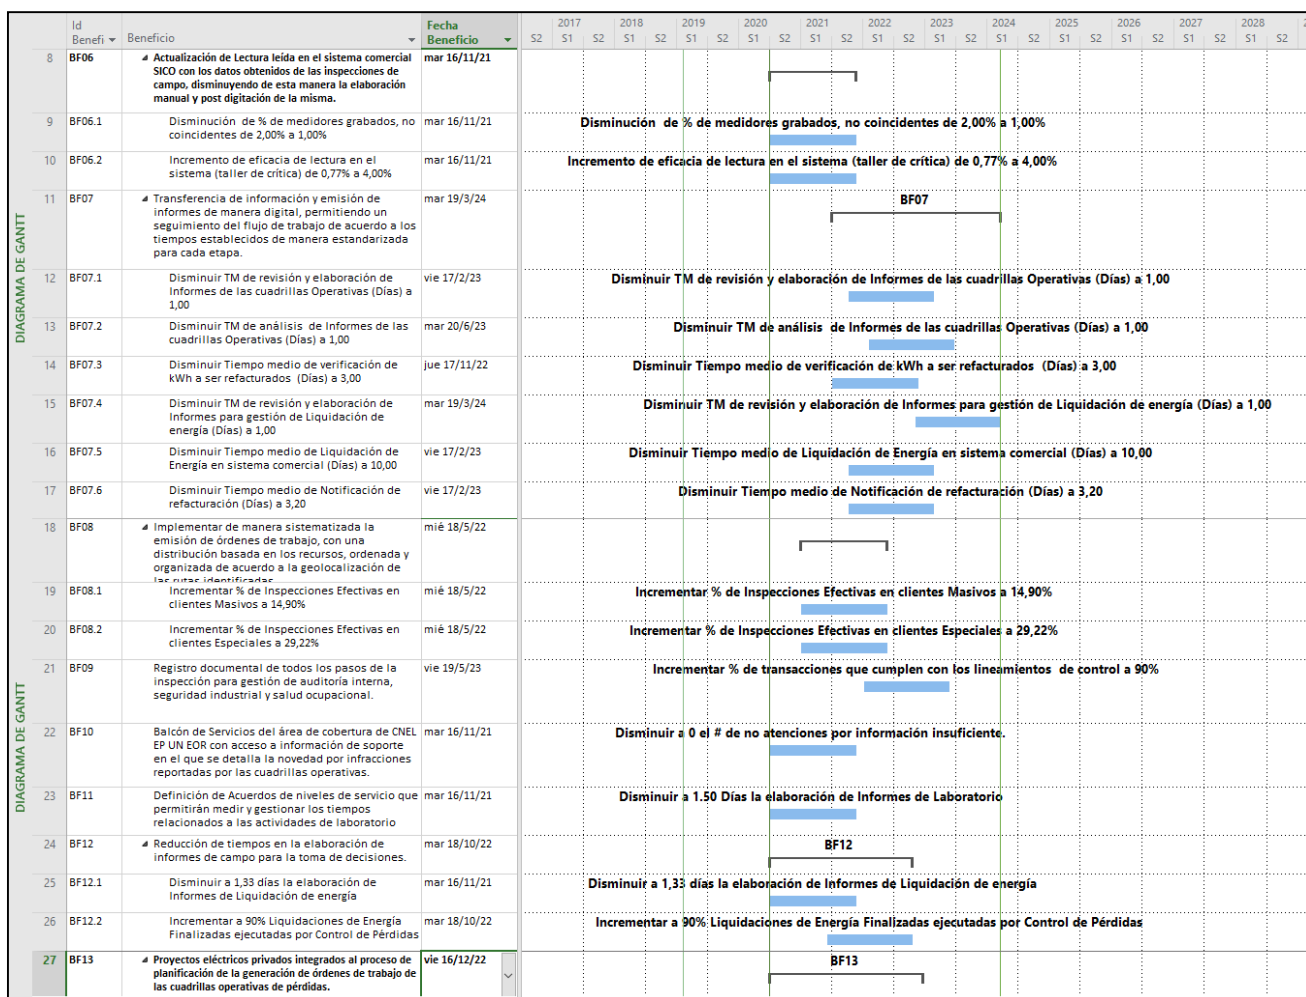 Id
Benefi
Beneficio
Fecha
Beneficio
2017 2018 2019 2020 2021 2022 2023 2024 2025 2026 2027 2028
S2 S1 S2 S1 S2 S1 S2 S1 S2 S1 S2 S1 S2 S1 S2 S1 S2 S1 S2 S1 S2 S1 S2 S1 S2
DIAGRAMA DE GANTT
DIAGRAMA DE GANTT
8 BF06 Actualización de Lectura leída en el sistema comercial mar 16/11/21
SICO con los datos obtenidos de las inspecciones de
campo, disminuyendo de esta manera la elaboración
manual y post digitación de la misma.
9 BF06.1 Disminución de % de medidores grabados, no mar 16/11/21
coincidentes de 2,00% a 1,00%
Disminución de % de medidores grabados, no coincidentes de 2,00% a 1,00%
10 BF06.2 Incremento de eficacia de lectura en el mar 16/11/21
sistema (taller de crítica) de 0,77% a 4,00%
Incremento de eficacia de lectura en el sistema (taller de crítica) de 0,77% a 4,00%
11 BF07 Transferencia de información y emisión de mar 19/3/24
informes de manera digital, permitiendo un
seguimiento del flujo de trabajo de acuerdo a los
tiempos establecidos de manera estandarizada
para cada etapa.
BF07
12 BF07.1 Disminuir TM de revisión y elaboración de vie 17/2/23
Informes de las cuadrillas Operativas (Días) a
1,00
Disminuir TM de revisión y elaboración de Informes de las cuadrillas Operativas (Días) a 1,00
13 BF07.2 Disminuir TM de análisis de Informes de las mar 20/6/23
cuadrillas Operativas (Días) a 1,00
Disminuir TM de análisis de Informes de las cuadrillas Operativas (Días) a 1,00
14 BF07.3 Disminuir Tiempo medio de verificación de jue 17/11/22
kWh a ser refacturados (Días) a 3,00
Disminuir Tiempo medio de verificación de kWh a ser refacturados (Días) a 3,00
15 BF07.4 Disminuir TM de revisión y elaboración de mar 19/3/24
Informes para gestión de Liquidación de
energía (Días) a 1,00
Disminuir TM de revisión y elaboración de Informes para gestión de Liquidación de energía (Días) a 1,00
16 BF07.5 Disminuir Tiempo medio de Liquidación de vie 17/2/23
Energía en sistema comercial (Días) a 10,00
Disminuir Tiempo medio de Liquidación de Energía en sistema comercial (Días) a 10,00
17 BF07.6 Disminuir Tiempo medio de Notificación de vie 17/2/23
refacturación (Días) a 3,20
Disminuir Tiempo medio de Notificación de refacturación (Días) a 3,20
18 BF08 Implementar de manera sistematizada la mié 18/5/22
emisión de órdenes de trabajo, con una
distribución basada en los recursos, ordenada y
organizada de acuerdo a la geolocalización de
las rutas identificadas
19 BF08.1 Incrementar % de Inspecciones Efectivas en mié 18/5/22
clientes Masivos a 14,90%
Incrementar % de Inspecciones Efectivas en clientes Masivos a 14,90%
20 BF08.2 Incrementar % de Inspecciones Efectivas en mié 18/5/22
clientes Especiales a 29,22%
Incrementar % de Inspecciones Efectivas en clientes Especiales a 29,22%
21 BF09 Registro documental de todos los pasos de la vie 19/5/23
inspección para gestión de auditoría interna,
seguridad industrial y salud ocupacional.
Incrementar % de transacciones que cumplen con los lineamientos de control a 90%
22 BF10 Balcón de Servicios del área de cobertura de CNEL mar 16/11/21
EP UN EOR con acceso a información de soporte
en el que se detalla la novedad por infracciones
reportadas por las cuadrillas operativas.
Disminuir a 0 el # de no atenciones por información insuficiente.
23 BF11 Definición de Acuerdos de niveles de servicio que mar 16/11/21
permitirán medir y gestionar los tiempos
relacionados a las actividades de laboratorio
Disminuir a 1.50 Días la elaboración de Informes de Laboratorio
24 BF12 Reducción de tiempos en la elaboración de mar 18/10/22
informes de campo para la toma de decisiones.
BF12
25 BF12.1 Disminuir a 1,33 días la elaboración de mar 16/11/21
Informes de Liquidación de energía
Disminuir a 1,33 días la elaboración de Informes de Liquidación de energía
26 BF12.2 Incrementar a 90% Liquidaciones de Energía mar 18/10/22
Finalizadas ejecutadas por Control de Pérdidas
Incrementar a 90% Liquidaciones de Energía Finalizadas ejecutadas por Control de Pérdidas
27 BF13 Proyectos eléctricos privados integrados al proceso de vie 16/12/22
planificación de la generación de órdenes de trabajo de
las cuadrillas operativas de pérdidas.
BF13